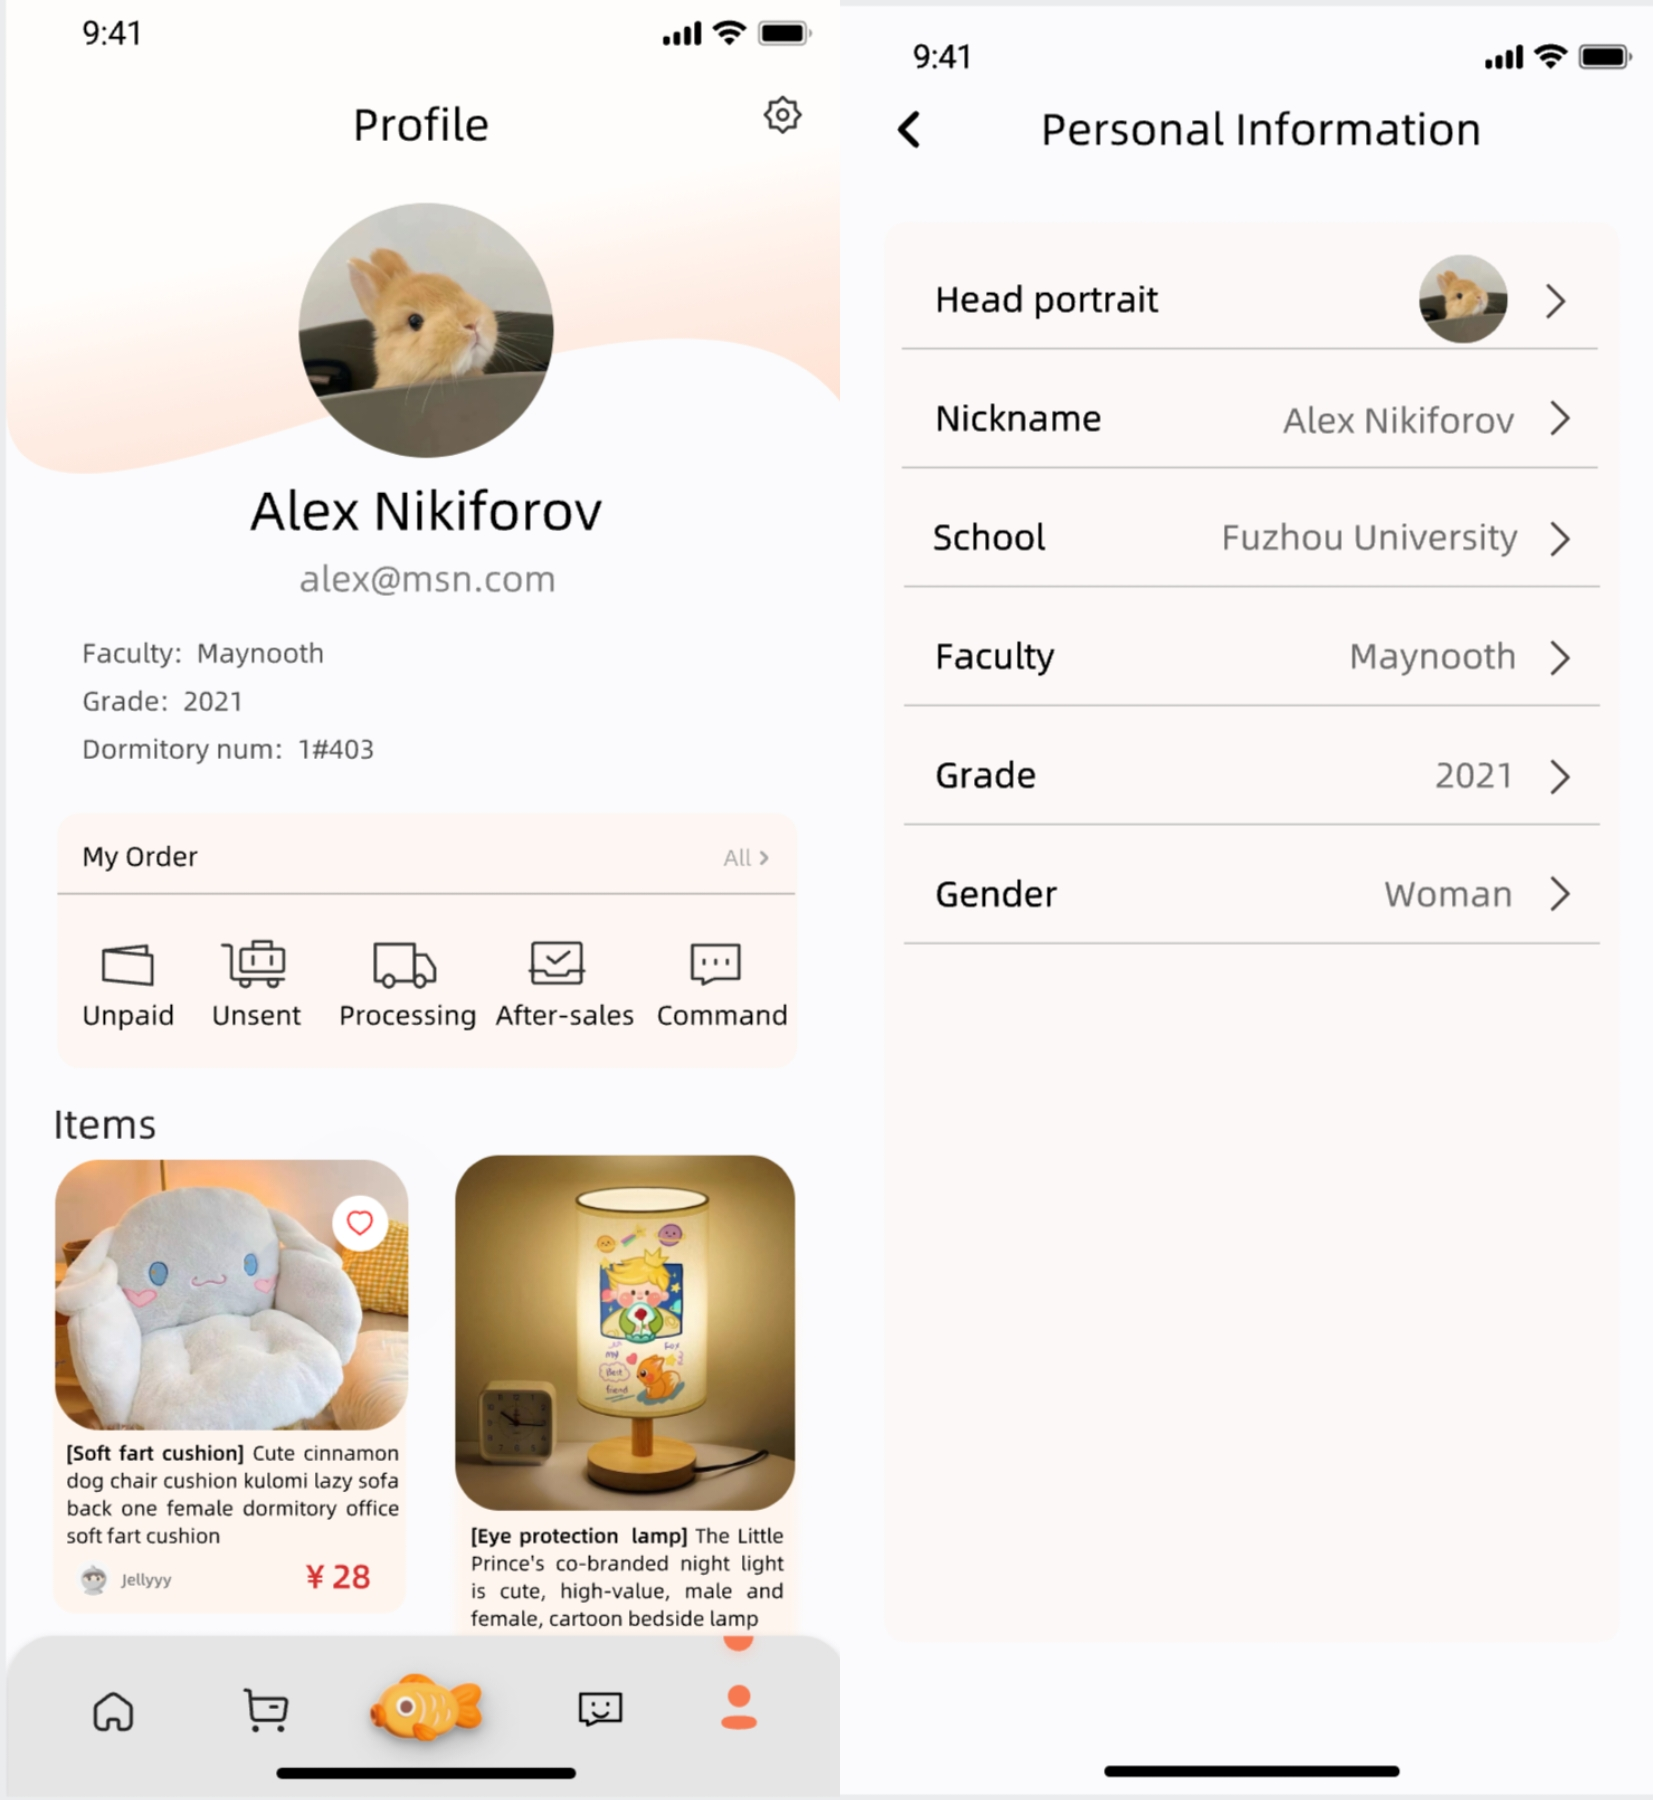 9:41
Profile
Alex Nikiforov
alex@msn.com
Faculty: Maynooth
Grade: 2021
Dormitory num: 1#403
My Order
All >
Unpaid Unsent Processing After-sales Command
Items
[Soft fart cushion] Cute cinnamon
dog chair cushion kulomi lazy sofa
back one female dormitory office
soft fart cushion
Jellyyy ¥ 28
my
Best
friend
Fox
[Eye protection lamp] The Little
Prince's co-branded night light
is cute, high-value, male and
female, cartoon bedside lamp
9:41
Personal Information
Head portrait
Nickname Alex Nikiforov
School Fuzhou University
Faculty Maynooth
Grade 2021
Gender Woman